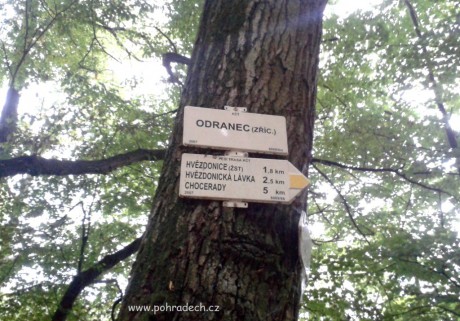 ODRANEC (ZŘÍC.)
HVĚZDONICE (ŽST) 1,8 km
HVĚZDONICKÁ LÁVKA 2,5 km
CHOCERADY 5 km
www.pohradech.cz